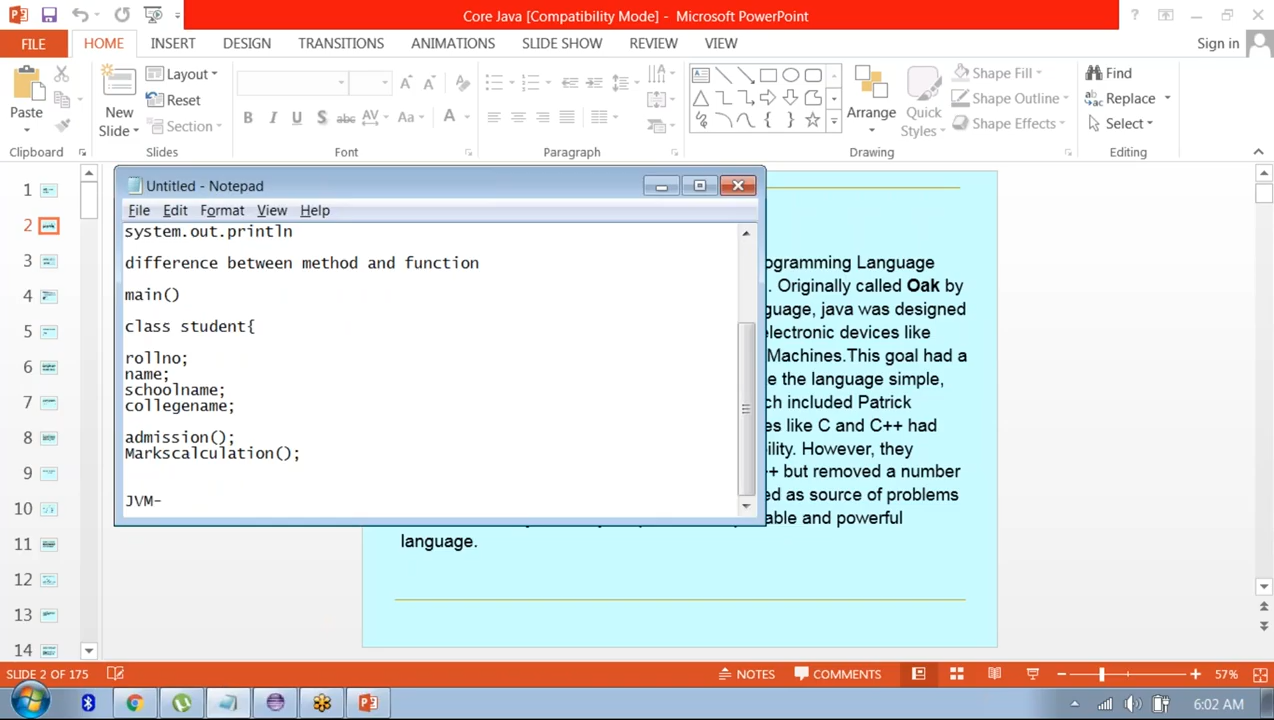 Core Java [Compatibility Mode] - Microsoft PowerPoint
FILE HOME INSERT DESIGN TRANSITIONS ANIMATIONS SLIDE SHOW REVIEW VIEW Sign in
Paste
New Slide
Layout
Reset
Section
Arrange
Quick Styles
Shape Fill
Shape Outline
Shape Effects
Find
Replace
Select
Clipboard Slides Font Paragraph Drawing Editing
1
2
3
4
5
6
7
8
9
10
11
12
13
14
Untitled - Notepad
File Edit Format View Help
system.out.println
difference between method and function
main()
class student{
rollno;
name;
schoolname;
collegename;
admission();
Markscalculation();
JVM-
ogramming Language
. Originally called Oak by
guage, java was designed
electronic devices like
Machines.This goal had a
e the language simple,
ch included Patrick
es like C and C++ had
bility. However, they
++ but removed a number
ed as source of problems
able and powerful
language.
SLIDE 2 OF 175
NOTES COMMENTS 57%
6:02 AM